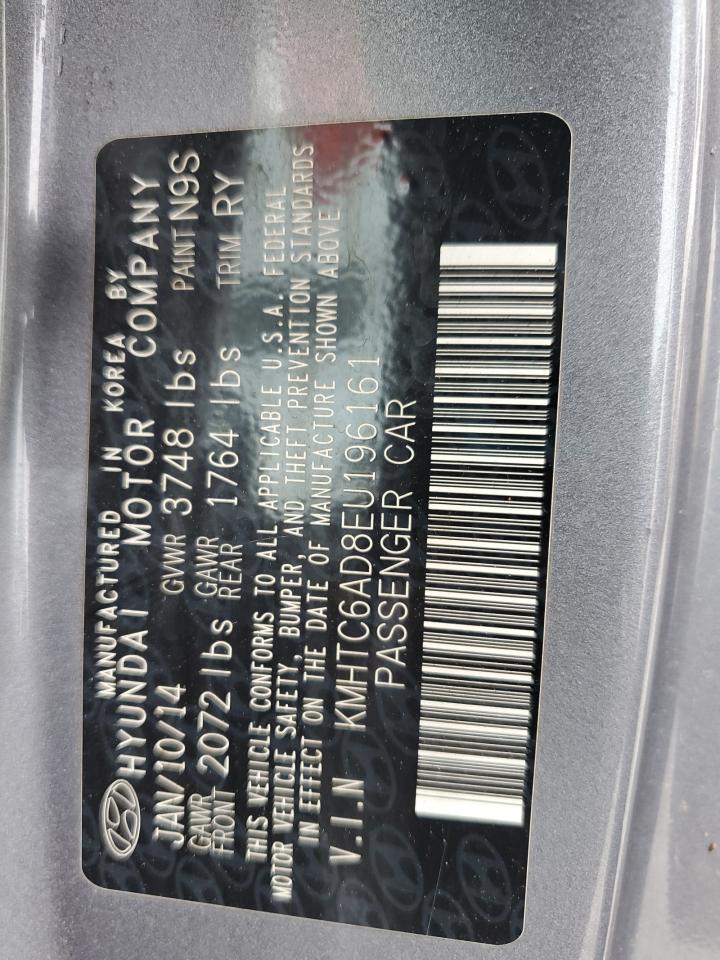 MANUFACTURED IN KOREA BY
HYUNDAI MOTOR COMPANY
JAN/10/14 GVWR 3748 lbs PAINT N9S
GAWR FRONT 2072 lbs GAWR REAR 1764 lbs TRIM RY
THIS VEHICLE CONFORMS TO ALL APPLICABLE U.S.A. FEDERAL
MOTOR VEHICLE SAFETY, BUMPER, AND THEFT PREVENTION STANDARDS
IN EFFECT ON THE DATE OF MANUFACTURE SHOWN ABOVE
V.I.N KMHTC6AD8EU196161
PASSENGER CAR